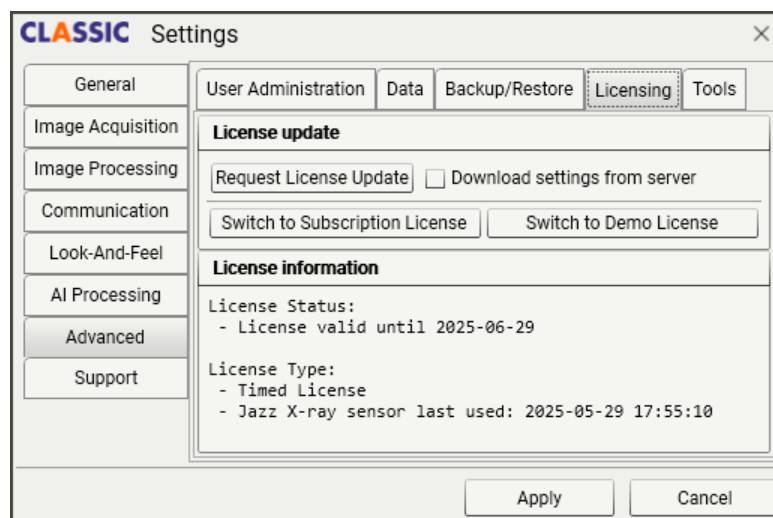 CLASSIC Settings
General
Image Acquisition
Image Processing
Communication
Look-And-Feel
AI Processing
Advanced
Support
User Administration Data Backup/Restore Licensing Tools
License update
Request License Update Download settings from server
Switch to Subscription License Switch to Demo License
License information
License Status:
- License valid until 2025-06-29
License Type:
- Timed License
- Jazz X-ray sensor last used: 2025-05-29 17:55:10
Apply Cancel